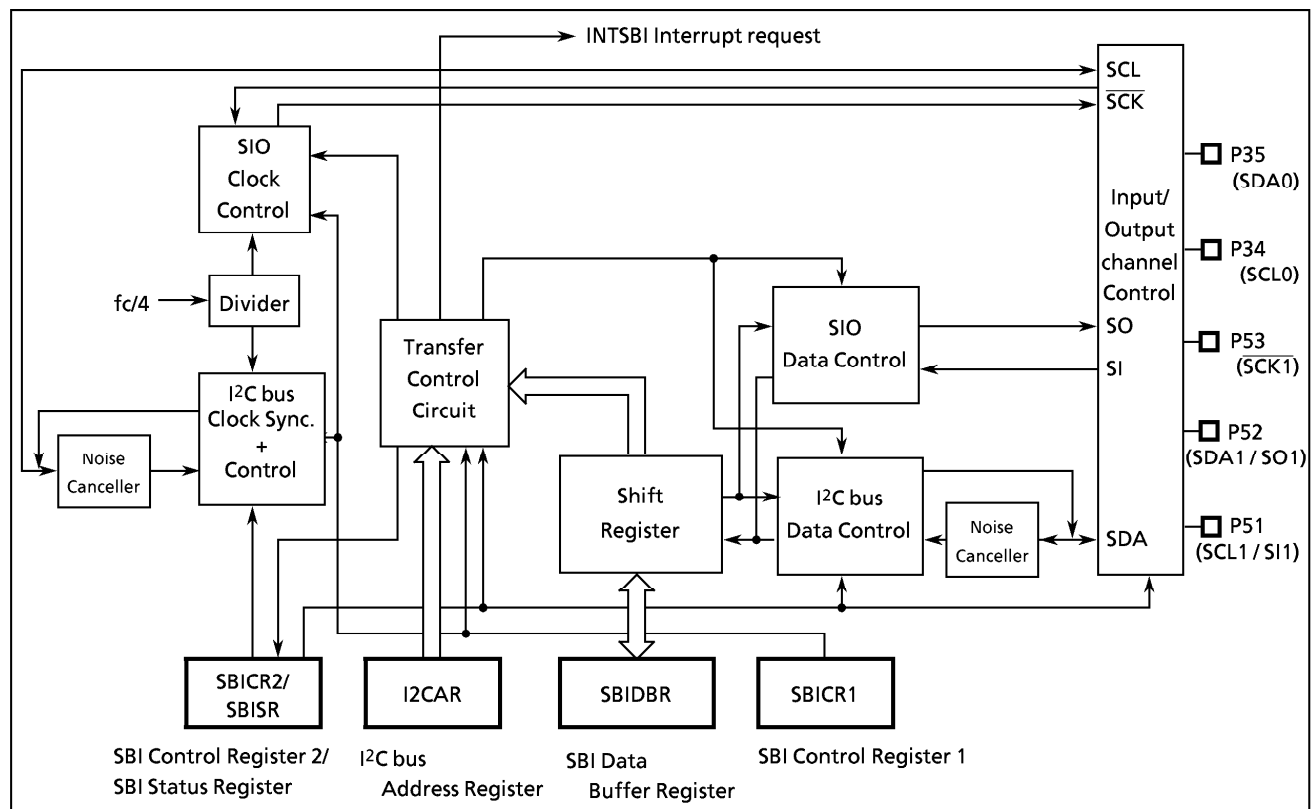 INTSBI Interrupt request
SCL
SCK
SIO
Clock
Control
P35
(SDA0)
Input/
Output
channel
Control
P34
(SCL0)
fc/4
Divider
SIO
Data Control
SO
SI
P53
(SCK1)
Transfer
Control
Circuit
I²C bus
Clock Sync.
+
Control
Noise
Canceller
P52
(SDA1 / SO1)
Shift
Register
I²C bus
Data Control
Noise
Canceller
SDA
P51
(SCL1 / SI1)
SBICR2/
SBISR
I2CAR
SBIDBR
SBICR1
SBI Control Register 2/
SBI Status Register
I²C bus
Address Register
SBI Data
Buffer Register
SBI Control Register 1